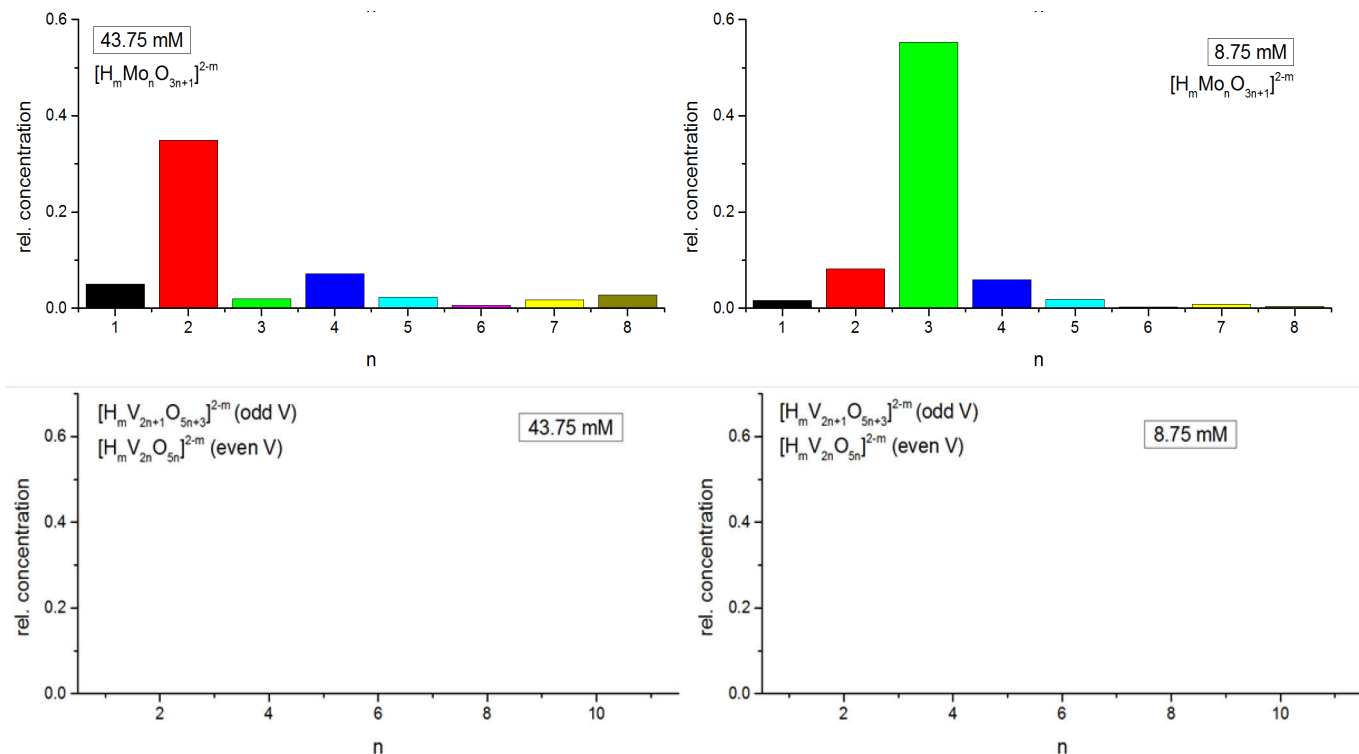 43.75 mM
[HₘMoₙO₃ₙ₊₁]²⁻ᵐ
rel. concentration
0.6
0.4
0.2
0.0
1 2 3 4 5 6 7 8
n
8.75 mM
[HₘMoₙO₃ₙ₊₁]²⁻ᵐ
rel. concentration
0.6
0.4
0.2
0.0
1 2 3 4 5 6 7 8
n
[HₘV₂ₙ₊₁O₅ₙ₊₃]²⁻ᵐ (odd V)
[HₘV₂ₙO₅ₙ]²⁻ᵐ (even V)
43.75 mM
rel. concentration
0.6
0.4
0.2
0.0
2 4 6 8 10
n
[HₘV₂ₙ₊₁O₅ₙ₊₃]²⁻ᵐ (odd V)
[HₘV₂ₙO₅ₙ]²⁻ᵐ (even V)
8.75 mM
rel. concentration
0.6
0.4
0.2
0.0
2 4 6 8 10
n